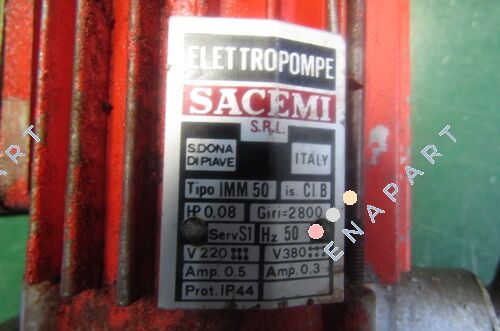 ELETTROPOMPE
SACEMI
S.R.L.
S.DONA
DI PIAVE
ITALY
Tipo IMM 50 is. Cl. B
HP 0,08 Giri=2800
Serv S1 Hz 50
V 220 V 380
Amp. 0.5 Amp. 0.3
Prot. IP44
ENAPART
ENAPART